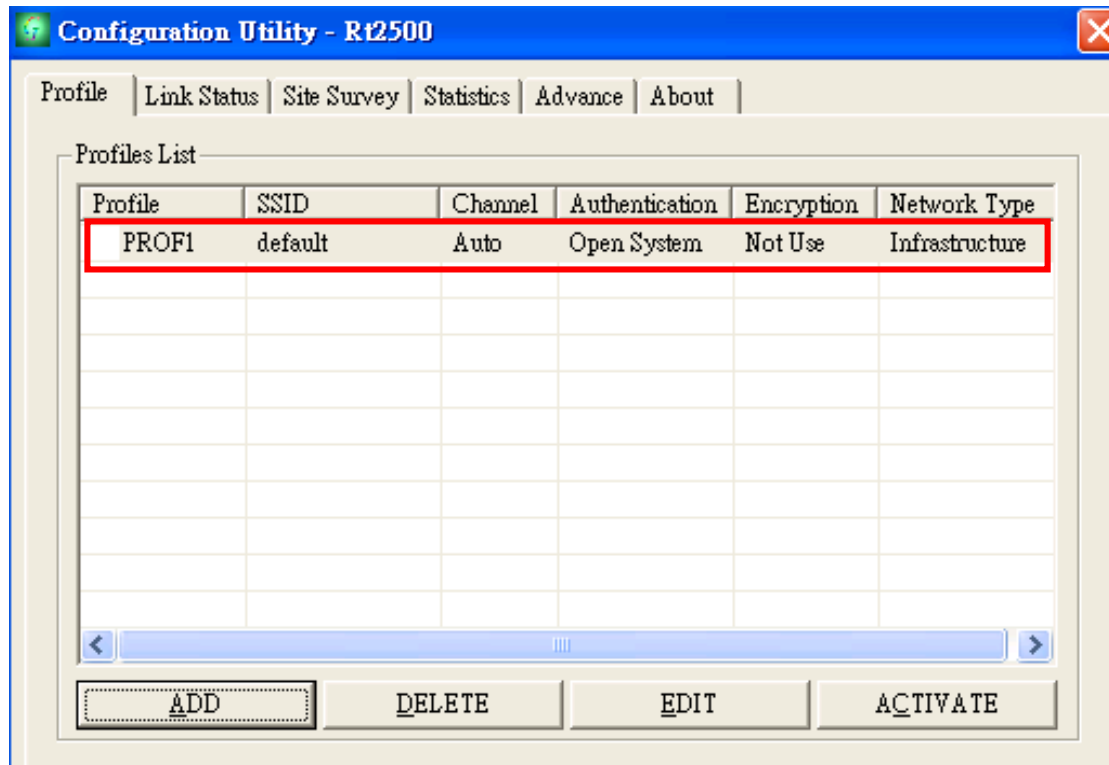 Configuration Utility - Rt2500
Profile Link Status Site Survey Statistics Advance About
Profiles List
Profile SSID Channel Authentication Encryption Network Type
PROF1 default Auto Open System Not Use Infrastructure
ADD DELETE EDIT ACTIVATE